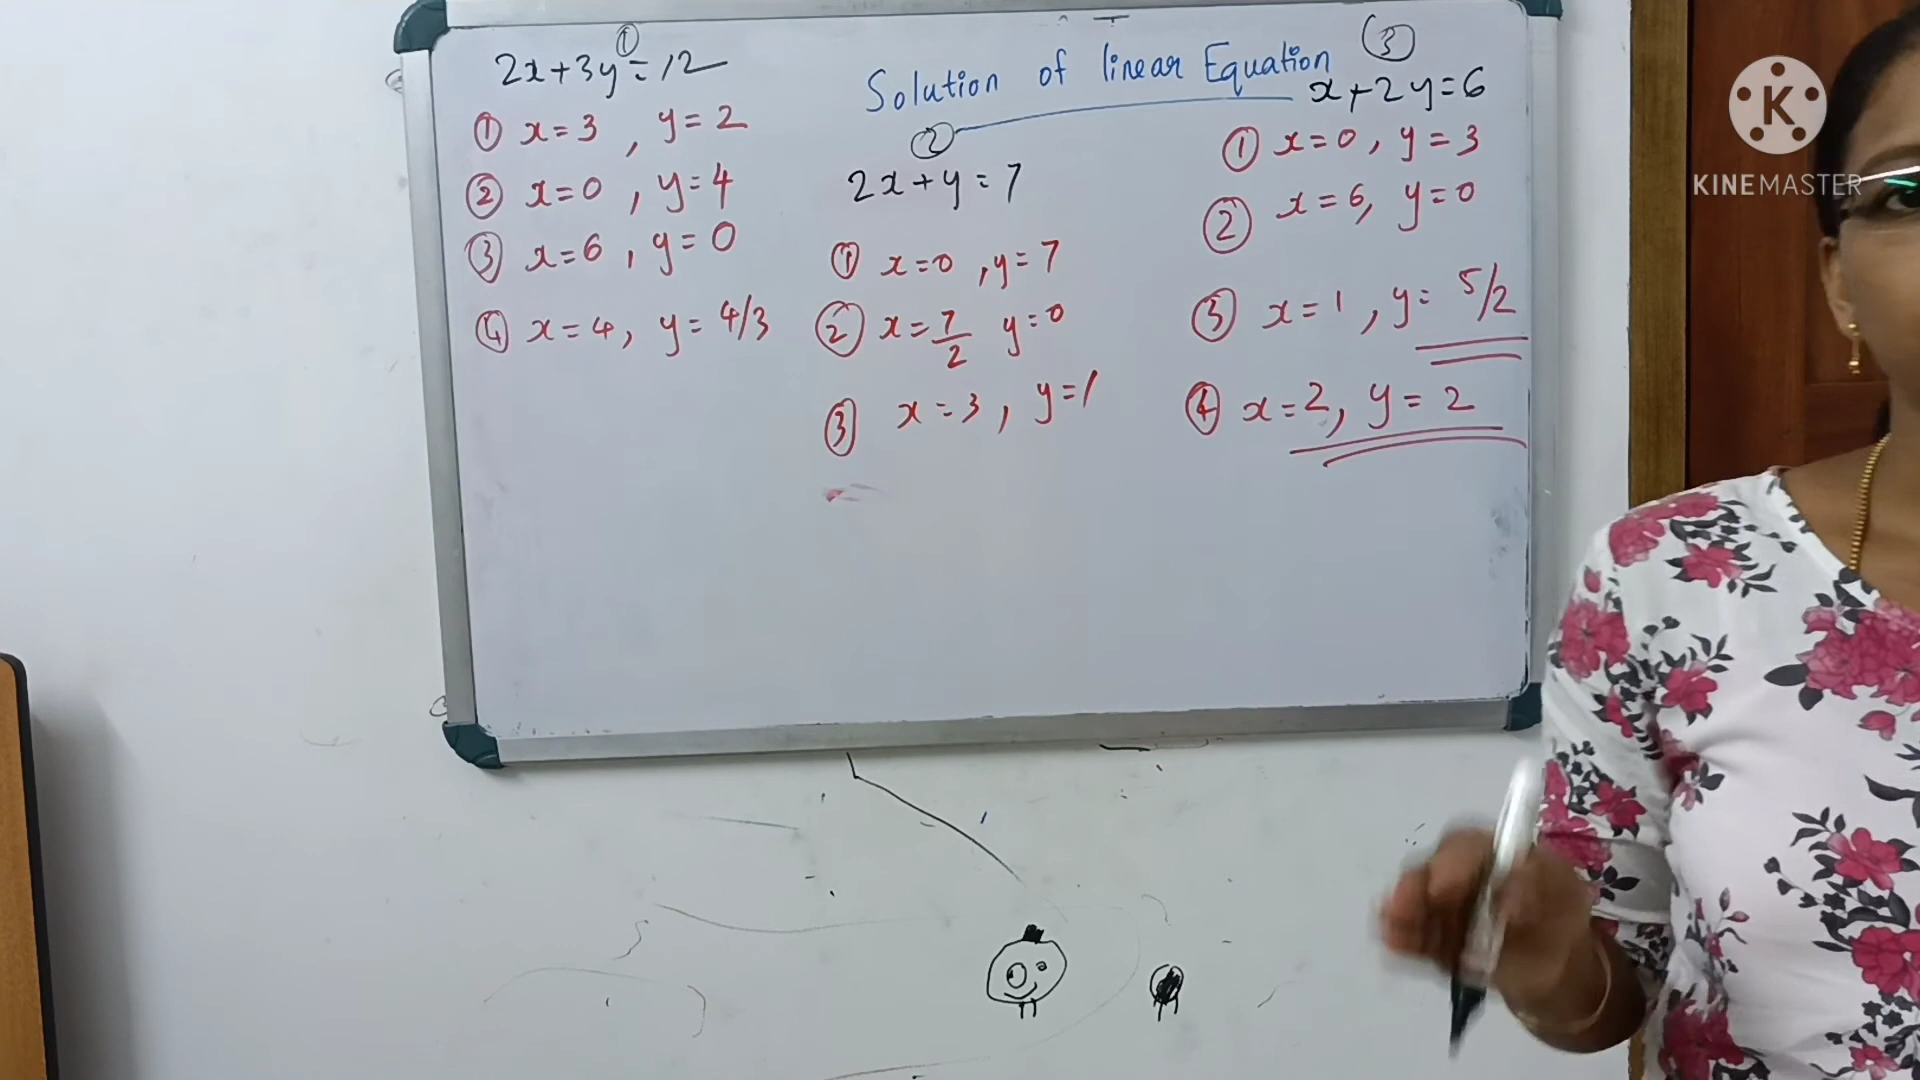 Solution of linear Equation
①
2x+3y=12
① x=3 , y=2
② x=0 , y=4
③ x=6 , y=0
④ x=4, y=4/3
②
2x+y=7
① x=0 , y=7
② x=7/2 y=0
③ x=3 , y=1
③
x+2y=6
① x=0, y=3
② x=6, y=0
③ x=1, y=5/2
④ x=2, y=2
K
KINEMASTER